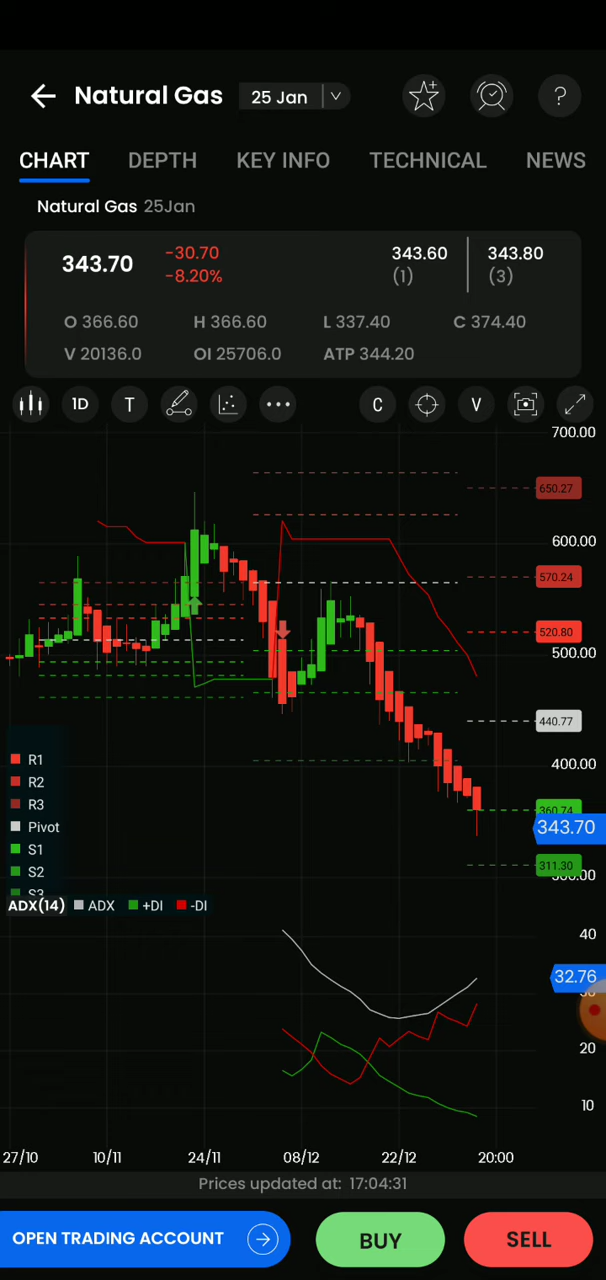 Natural Gas 25 Jan ?
CHART DEPTH KEY INFO TECHNICAL NEWS
Natural Gas 25Jan
343.70 -30.70 343.60 343.80
-8.20% (1) (3)
O 366.60 H 366.60 L 337.40 C 374.40
V 20136.0 OI 25706.0 ATP 344.20
1D T C V
700.00
650.27
600.00
570.24
520.80
500.00
440.77
R1
400.00
R2
R3
360.74
Pivot 343.70
S1
S2 311.30
S3
ADX(14) ADX +DI -DI
40
32.76
20
10
27/10 10/11 24/11 08/12 22/12 20:00
Prices updated at: 17:04:31
OPEN TRADING ACCOUNT BUY SELL